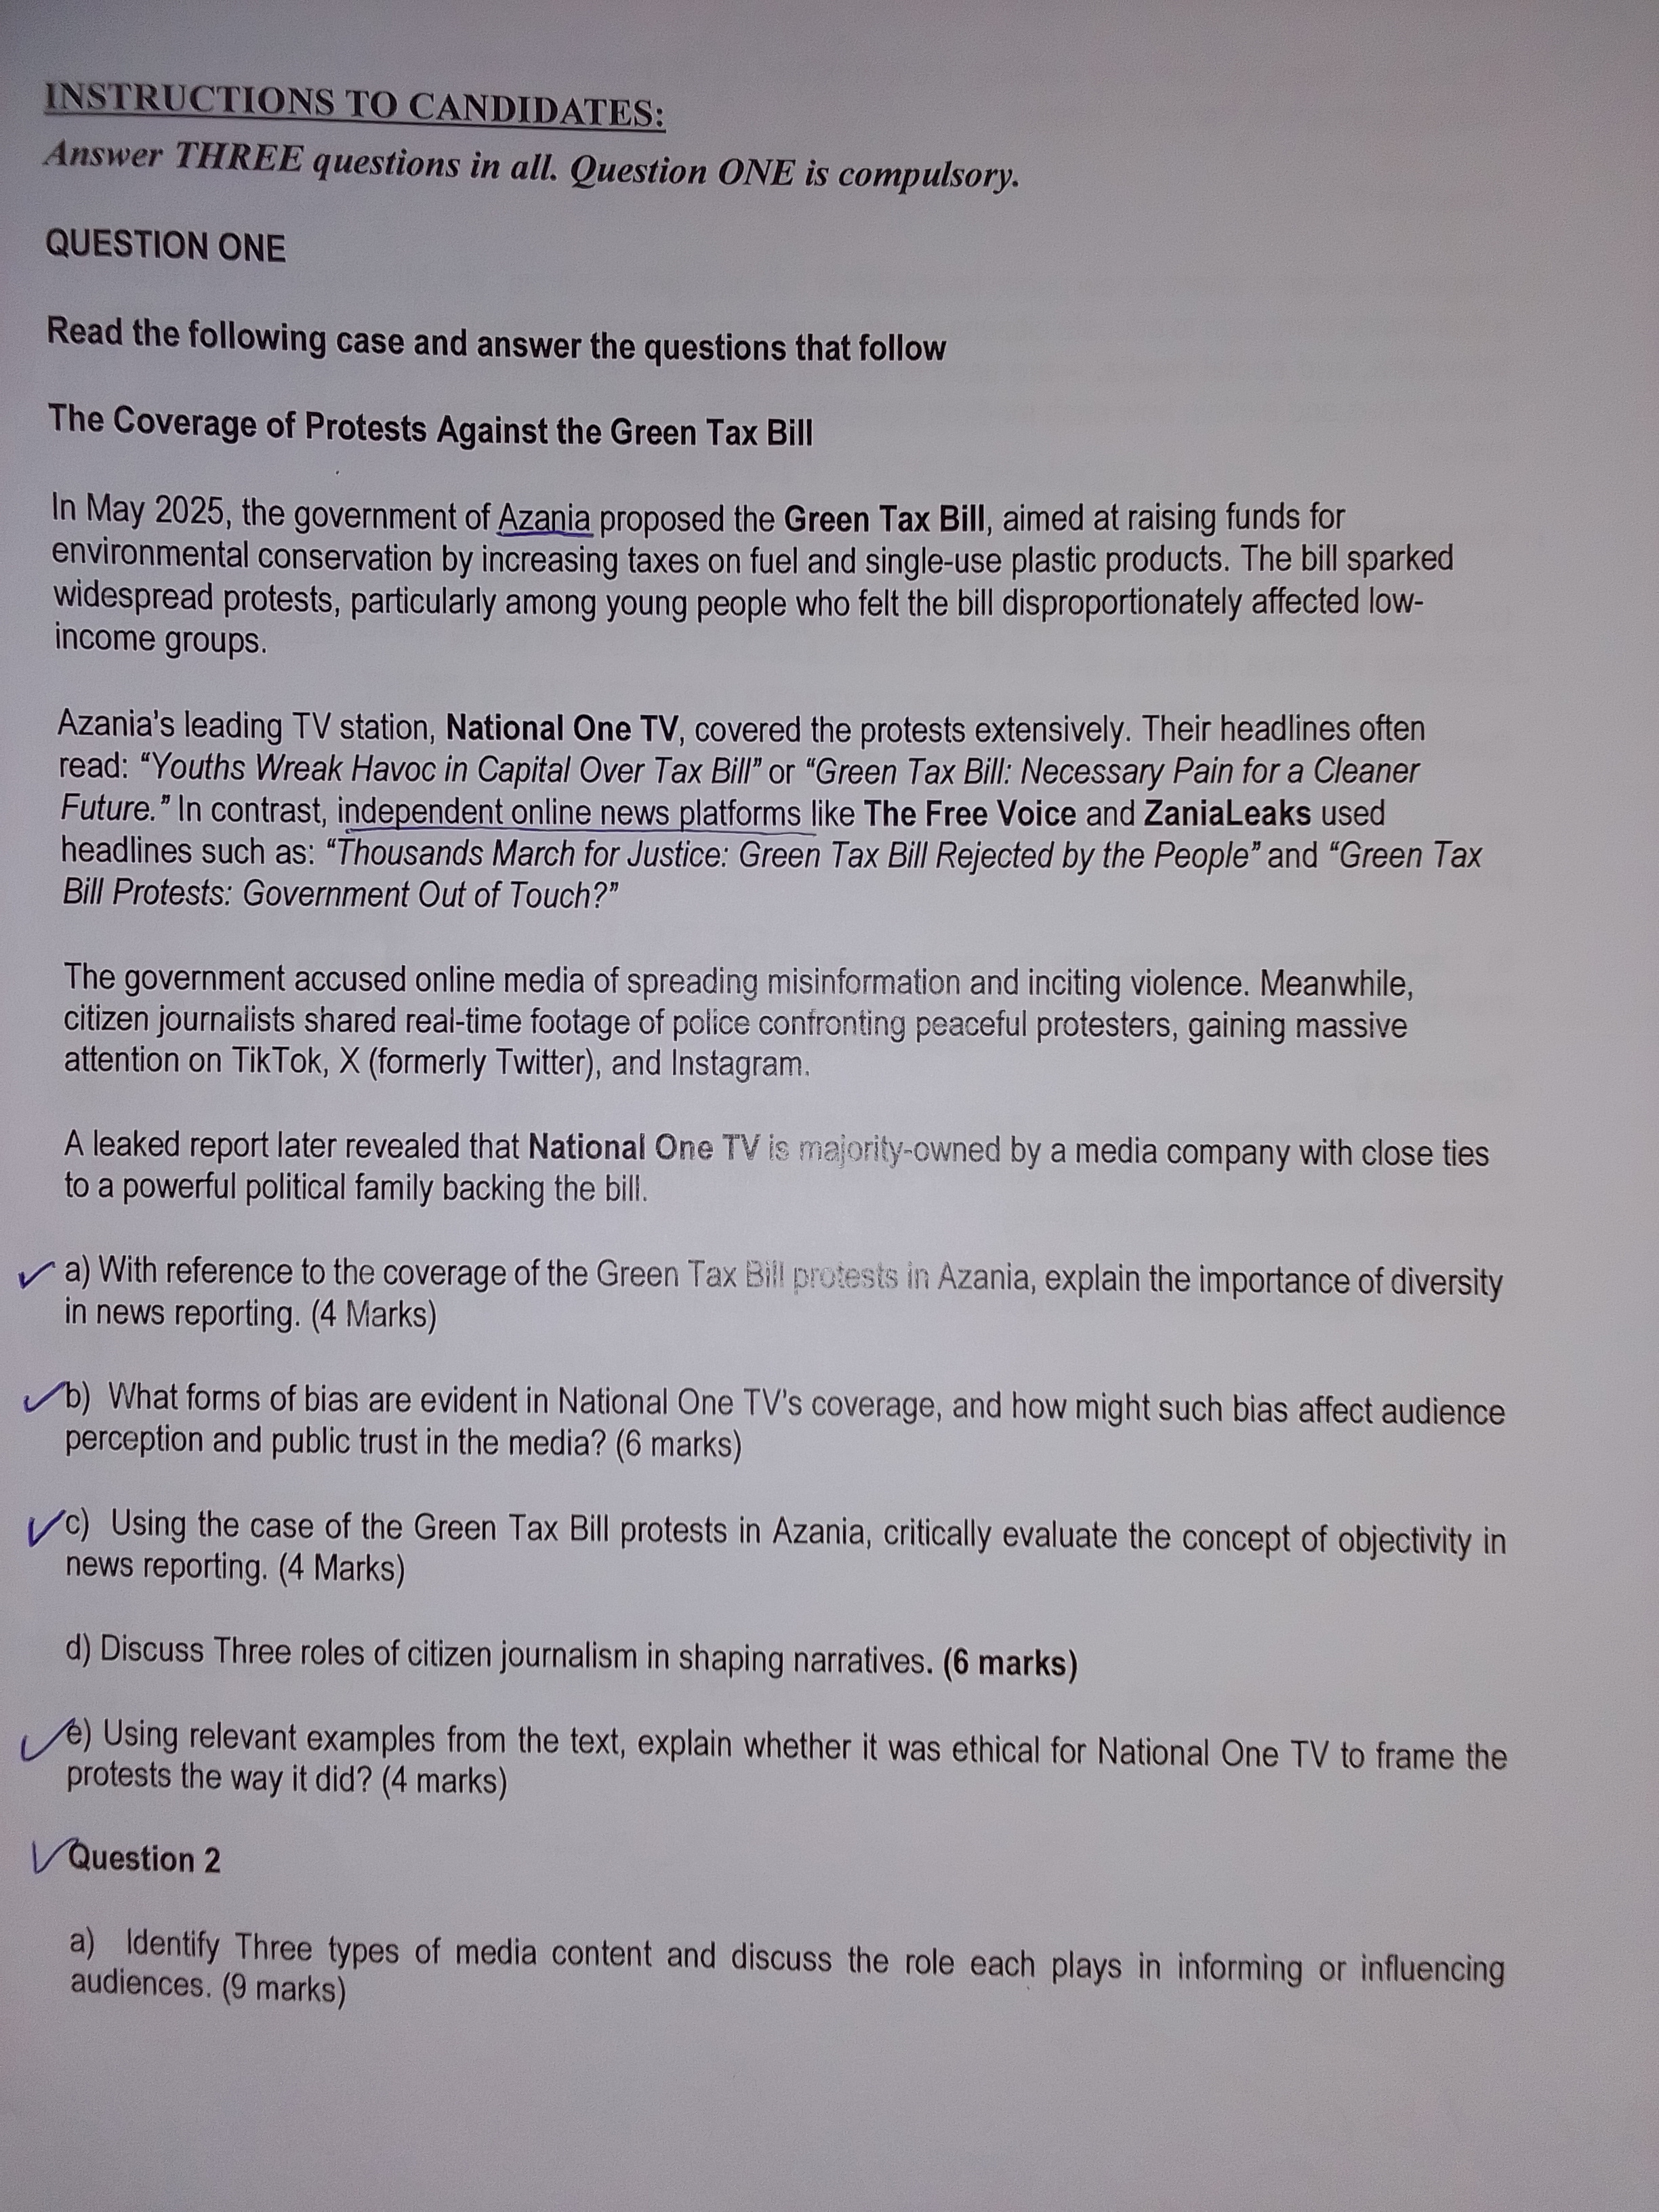 INSTRUCTIONS TO CANDIDATES:
Answer THREE questions in all. Question ONE is compulsory.
QUESTION ONE
Read the following case and answer the questions that follow
The Coverage of Protests Against the Green Tax Bill
In May 2025, the government of Azania proposed the Green Tax Bill, aimed at raising funds for
environmental conservation by increasing taxes on fuel and single-use plastic products. The bill sparked
widespread protests, particularly among young people who felt the bill disproportionately affected low-
income groups.
Azania's leading TV station, National One TV, covered the protests extensively. Their headlines often
read: “Youths Wreak Havoc in Capital Over Tax Bill” or “Green Tax Bill: Necessary Pain for a Cleaner
Future.” In contrast, independent online news platforms like The Free Voice and ZaniaLeaks used
headlines such as: “Thousands March for Justice: Green Tax Bill Rejected by the People” and “Green Tax
Bill Protests: Government Out of Touch?”
The government accused online media of spreading misinformation and inciting violence. Meanwhile,
citizen journalists shared real-time footage of police confronting peaceful protesters, gaining massive
attention on TikTok, X (formerly Twitter), and Instagram.
A leaked report later revealed that National One TV is majority-owned by a media company with close ties
to a powerful political family backing the bill.
a) With reference to the coverage of the Green Tax Bill protests in Azania, explain the importance of diversity
in news reporting. (4 Marks)
b) What forms of bias are evident in National One TV's coverage, and how might such bias affect audience
perception and public trust in the media? (6 marks)
c) Using the case of the Green Tax Bill protests in Azania, critically evaluate the concept of objectivity in
news reporting. (4 Marks)
d) Discuss Three roles of citizen journalism in shaping narratives. (6 marks)
e) Using relevant examples from the text, explain whether it was ethical for National One TV to frame the
protests the way it did? (4 marks)
Question 2
a) Identify Three types of media content and discuss the role each plays in informing or influencing
audiences. (9 marks)